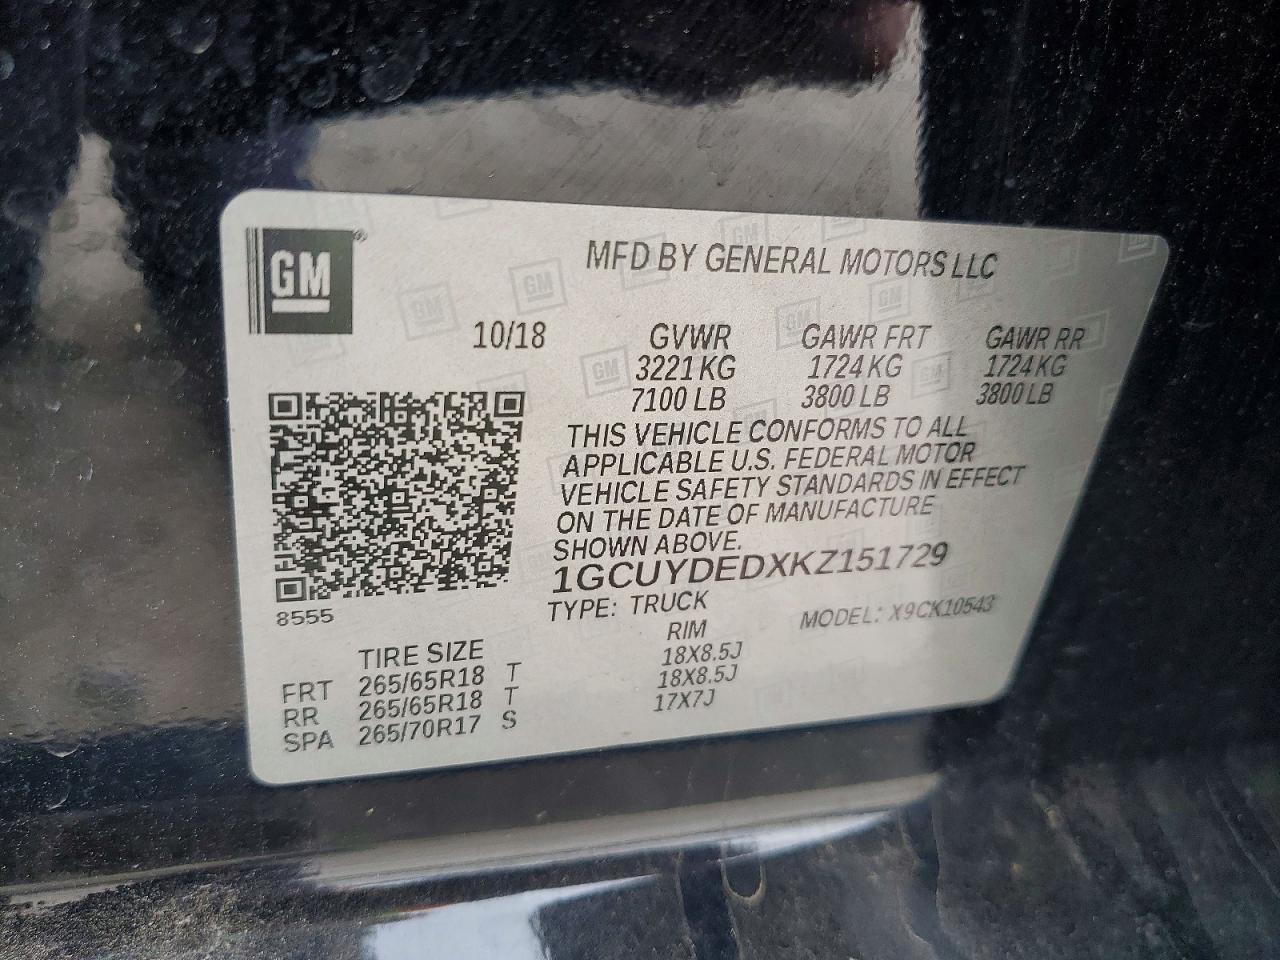 GM
MFD BY GENERAL MOTORS LLC
10/18 GVWR GAWR FRT GAWR RR
3221 KG 1724 KG 1724 KG
7100 LB 3800 LB 3800 LB
THIS VEHICLE CONFORMS TO ALL
APPLICABLE U.S. FEDERAL MOTOR
VEHICLE SAFETY STANDARDS IN EFFECT
ON THE DATE OF MANUFACTURE
SHOWN ABOVE.
1GCUYDEDXKZ151729
8555
TYPE: TRUCK MODEL: X9CK10543
TIRE SIZE RIM
FRT 265/65R18 T 18X8.5J
RR 265/65R18 T 18X8.5J
SPA 265/70R17 S 17X7J